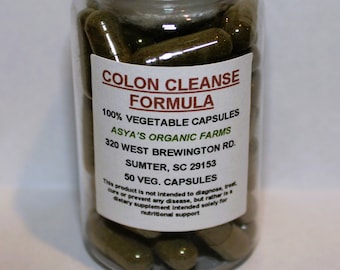 COLON CLEANSE
FORMULA
100% VEGETABLE CAPSULES
ASYA'S ORGANIC FARMS
320 WEST BREWINGTON RD.
SUMTER, SC 29153
50 VEG. CAPSULES
This product is not intended to diagnose, treat,
cure or prevent any disease, but rather is a
dietary supplement intended solely for
nutritional support